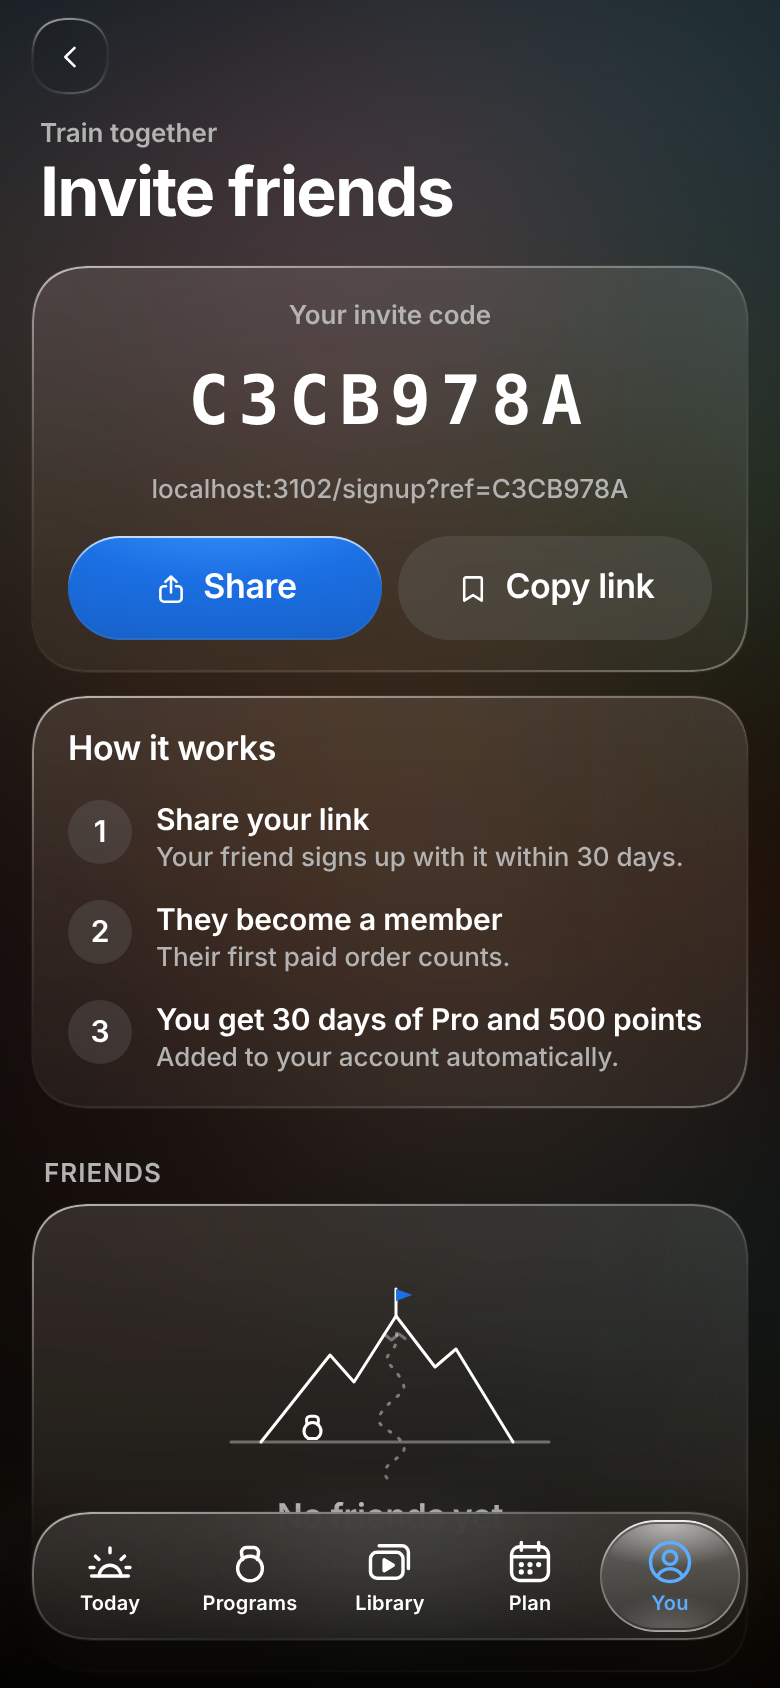 Train together
Invite friends
Your invite code
C3CB978A
localhost:3102/signup?ref=C3CB978A
Share
Copy link
How it works
1
Share your link
Your friend signs up with it within 30 days.
2
They become a member
Their first paid order counts.
3
You get 30 days of Pro and 500 points
Added to your account automatically.
FRIENDS
No friends yet
Today
Programs
Library
Plan
You